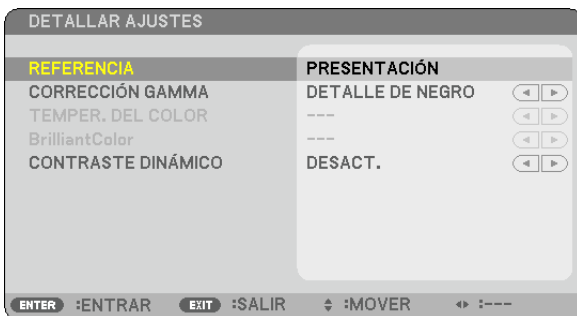 DETALLAR AJUSTES
REFERENCIA PRESENTACIÓN
CORRECCIÓN GAMMA DETALLE DE NEGRO
TEMPER. DEL COLOR ---
BrilliantColor ---
CONTRASTE DINÁMICO DESACT.
ENTER :ENTRAR EXIT :SALIR :MOVER :---